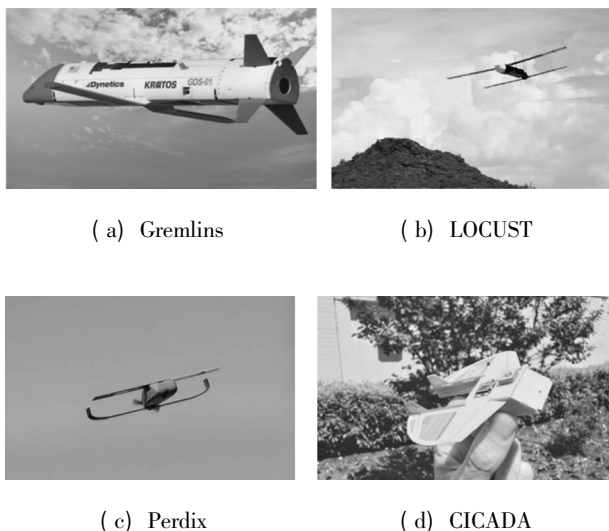 Dynetics KRATOS GDS-01
( a) Gremlins
( b) LOCUST
( c) Perdix
( d) CICADA